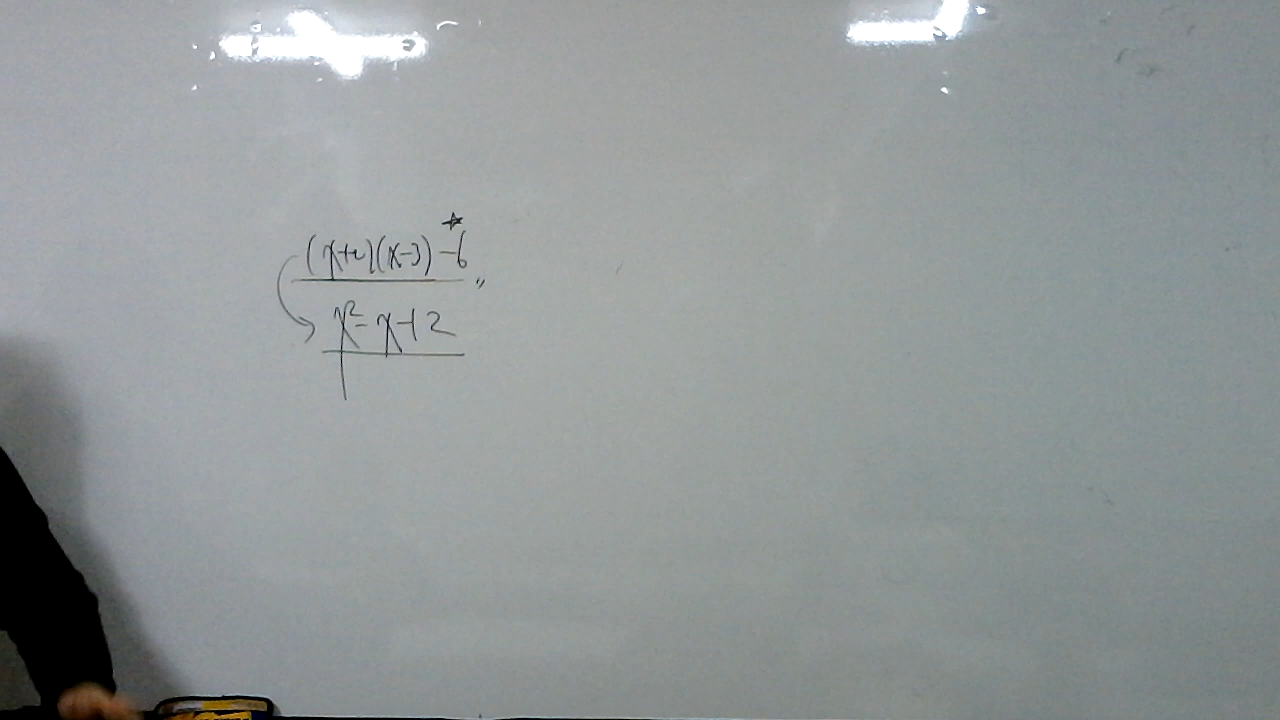 (x+2)(x-3) -6
x² - x - 12